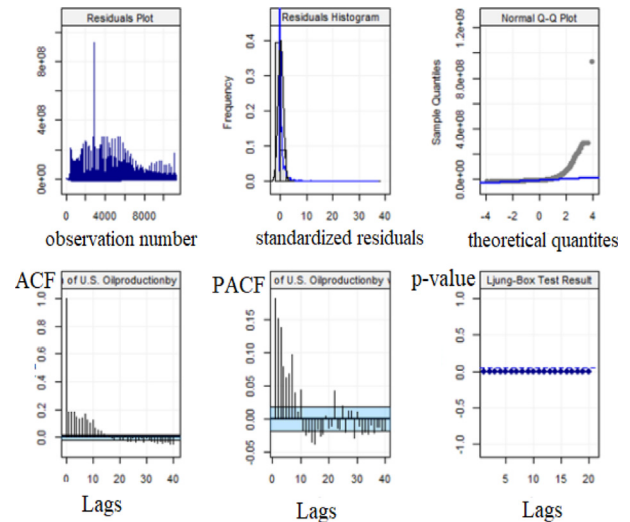 Residuals Plot
0e+00 4e+08 8e+08
0 4000 8000
observation number
Residuals Histogram
Frequency
0.0 0.1 0.2 0.3 0.4
0 10 20 30 40
standardized residuals
Normal Q-Q Plot
Sample Quantiles
0.0e+00 4.0e+08 8.0e+08 1.2e+09
-4 -2 0 2 4
theoretical quantites
ACF
of U.S. Oilproductionby
0.0 0.2 0.4 0.6 0.8 1.0
0 10 20 30 40
Lags
PACF
of U.S. Oilproductionby
-0.05 0.00 0.05 0.10 0.15
0 10 20 30 40
Lags
p-value
Ljung-Box Test Result
-1.0 -0.5 0.0 0.5 1.0
5 10 15 20
Lags